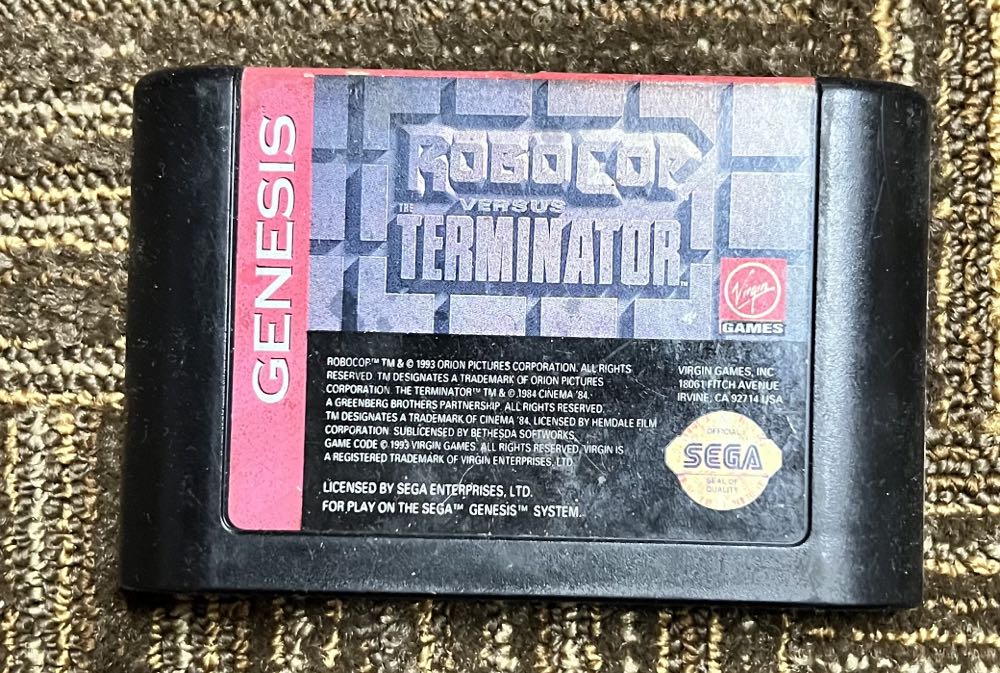 GENESIS
ROBOCOP
VERSUS
THE
TERMINATOR™
Virgin
GAMES
ROBOCOP™ TM & © 1993 ORION PICTURES CORPORATION. ALL RIGHTS
RESERVED. TM DESIGNATES A TRADEMARK OF ORION PICTURES
CORPORATION. THE TERMINATOR™ TM & © 1984 CINEMA '84.
A GREENBERG BROTHERS PARTNERSHIP. ALL RIGHTS RESERVED.
TM DESIGNATES A TRADEMARK OF CINEMA '84. LICENSED BY HEMDALE FILM
CORPORATION. SUBLICENSED BY BETHESDA SOFTWORKS.
GAME CODE © 1993 VIRGIN GAMES. ALL RIGHTS RESERVED. VIRGIN IS
A REGISTERED TRADEMARK OF VIRGIN ENTERPRISES, LTD.
LICENSED BY SEGA ENTERPRISES, LTD.
FOR PLAY ON THE SEGA™ GENESIS™ SYSTEM.
VIRGIN GAMES, INC
18061 FITCH AVENUE
IRVINE, CA 92714 USA
OFFICIAL
SEGA
SEAL OF
QUALITY